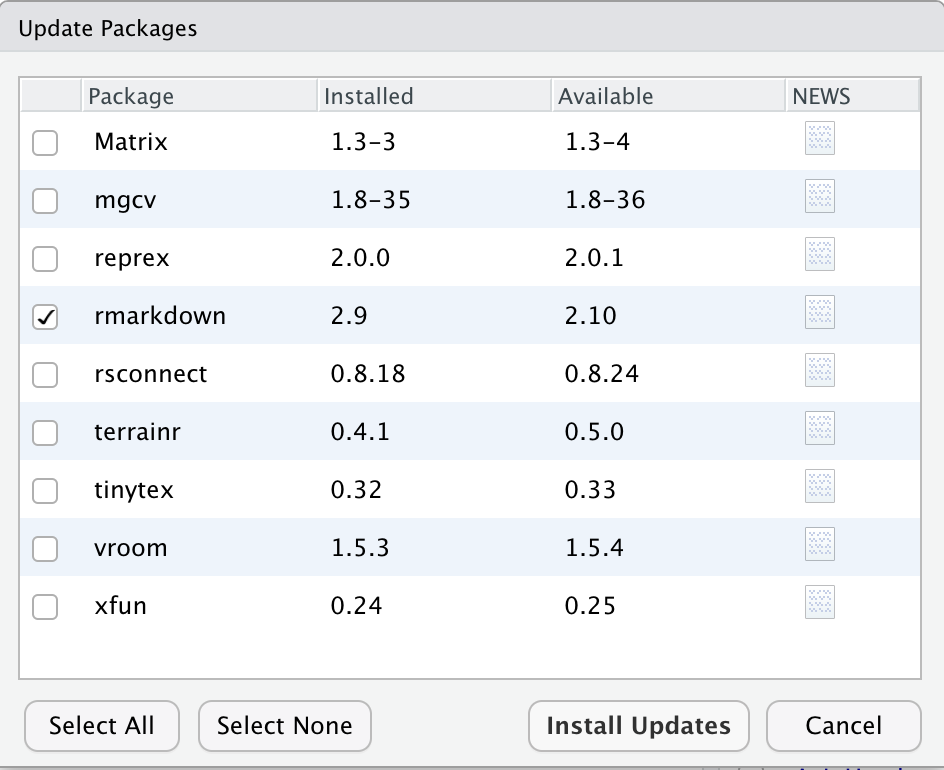 Update Packages
Package Installed Available NEWS
Matrix 1.3-3 1.3-4
mgcv 1.8-35 1.8-36
reprex 2.0.0 2.0.1
rmarkdown 2.9 2.10
rsconnect 0.8.18 0.8.24
terrainr 0.4.1 0.5.0
tinytex 0.32 0.33
vroom 1.5.3 1.5.4
xfun 0.24 0.25
Select All Select None Install Updates Cancel